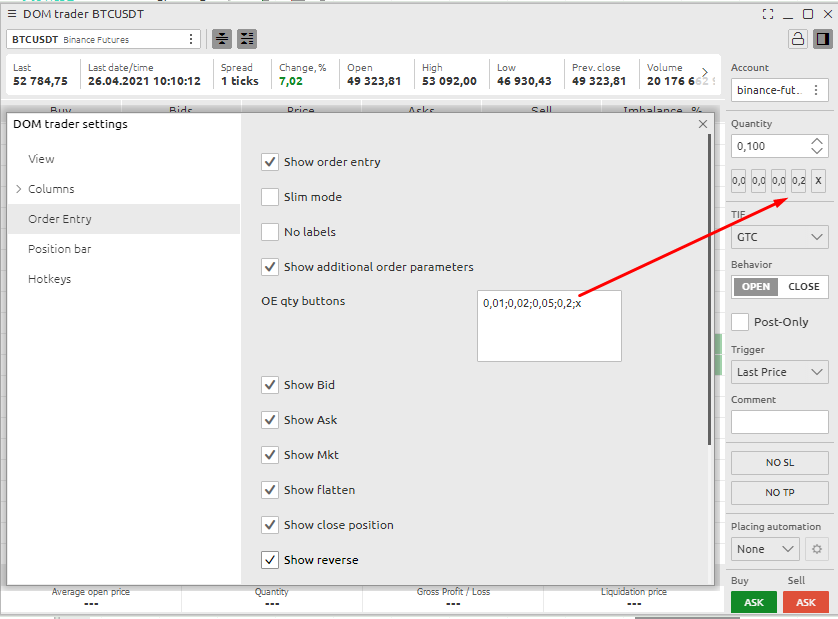 DOM trader BTCUSDT
BTCUSDT Binance Futures
Last Last date/time Spread Change, % Open High Low Prev. close Volume
52 784,75 26.04.2021 10:10:12 1 ticks 7,02 49 323,81 53 092,00 46 930,43 49 323,81 20 176 662
Buy Bids Price Asks Sell Imbalance, %
DOM trader settings
View
Columns
Order Entry
Position bar
Hotkeys
Show order entry
Slim mode
No labels
Show additional order parameters
OE qty buttons
0,01;0,02;0,05;0,2;x
Show Bid
Show Ask
Show Mkt
Show flatten
Show close position
Show reverse
Account
binance-fut..
Quantity
0,100
0,0 0,0 0,0 0,2 X
TIF
GTC
Behavior
OPEN CLOSE
Post-Only
Trigger
Last Price
Comment
NO SL
NO TP
Placing automation
None
Buy Sell
ASK ASK
Average open price Quantity Gross Profit / Loss Liquidation price
--- --- --- ---